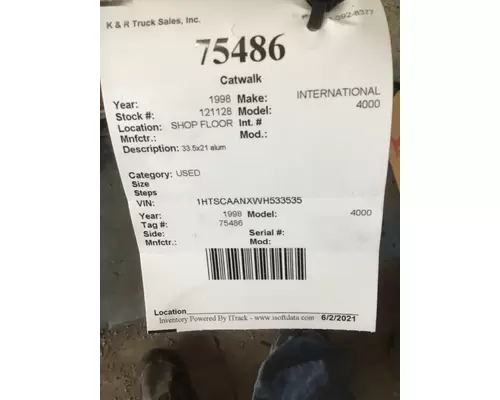 K & R Truck Sales, Inc.
75486
Catwalk
Year: 1998 Make: INTERNATIONAL
Stock #: 121128 Model: 4000
Location: SHOP FLOOR Int. #
Mnfctr.: Mod.:
Description: 33.5x21 alum
Category: USED
Size
Steps
VIN: 1HTSCAANXWH533535
Year: 1998 Model: 4000
Tag #: 75486
Side: Serial #:
Mnfctr.: Mod:
Location
Inventory Powered By ITrack - www.isoftdata.com 6/2/2021